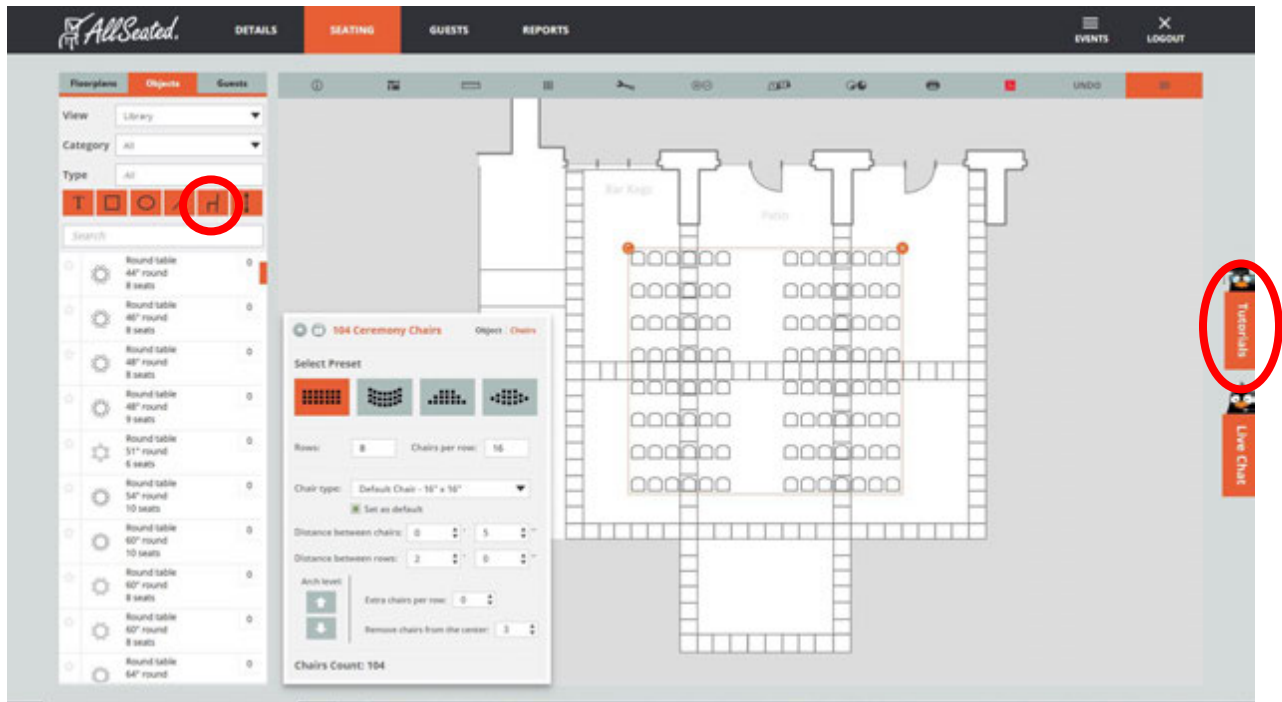 AllSeated.
DETAILS
SEATING
GUESTS
REPORTS
EVENTS
LOGOUT
Floorplans
Objects
Guests
UNDO
View
Library
Category
All
Type
All
T
Search
Round table
44" round
8 seats
0
Round table
46" round
8 seats
0
Round table
48" round
8 seats
0
Round table
48" round
9 seats
0
Round table
51" round
6 seats
0
Round table
54" round
10 seats
0
Round table
60" round
10 seats
0
Round table
60" round
8 seats
0
Round table
60" round
8 seats
0
Round table
64" round
0
104 Ceremony Chairs
Object Chairs
Select Preset
Rows: 8 Chairs per row: 16
Chair type: Default Chair - 16" x 16"
Set as default
Distance between chairs: 0 ' 5 "
Distance between rows: 2 ' 0 "
Arch level:
Extra chairs per row: 0
Remove chairs from the center: 3
Chairs Count: 104
Bar Kegs
Patio
Tutorials
Live Chat